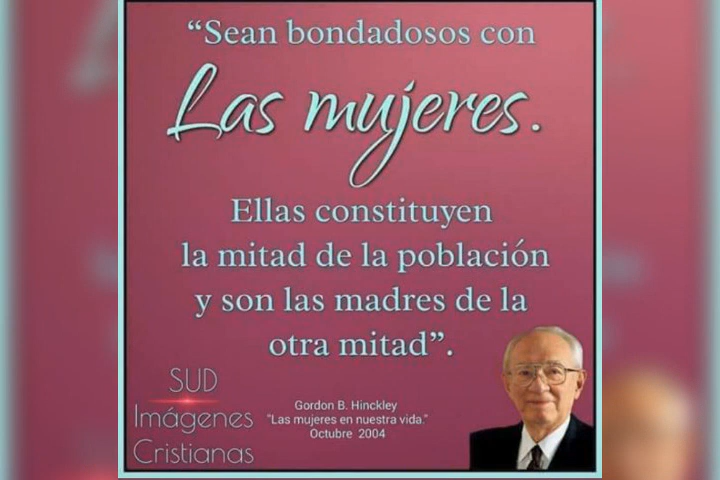 “Sean bondadosos con
Las mujeres.
Ellas constituyen
la mitad de la población
y son las madres de la
otra mitad”.
SUD
Imágenes
Cristianas
Gordon B. Hinckley
"Las mujeres en nuestra vida."
Octubre 2004